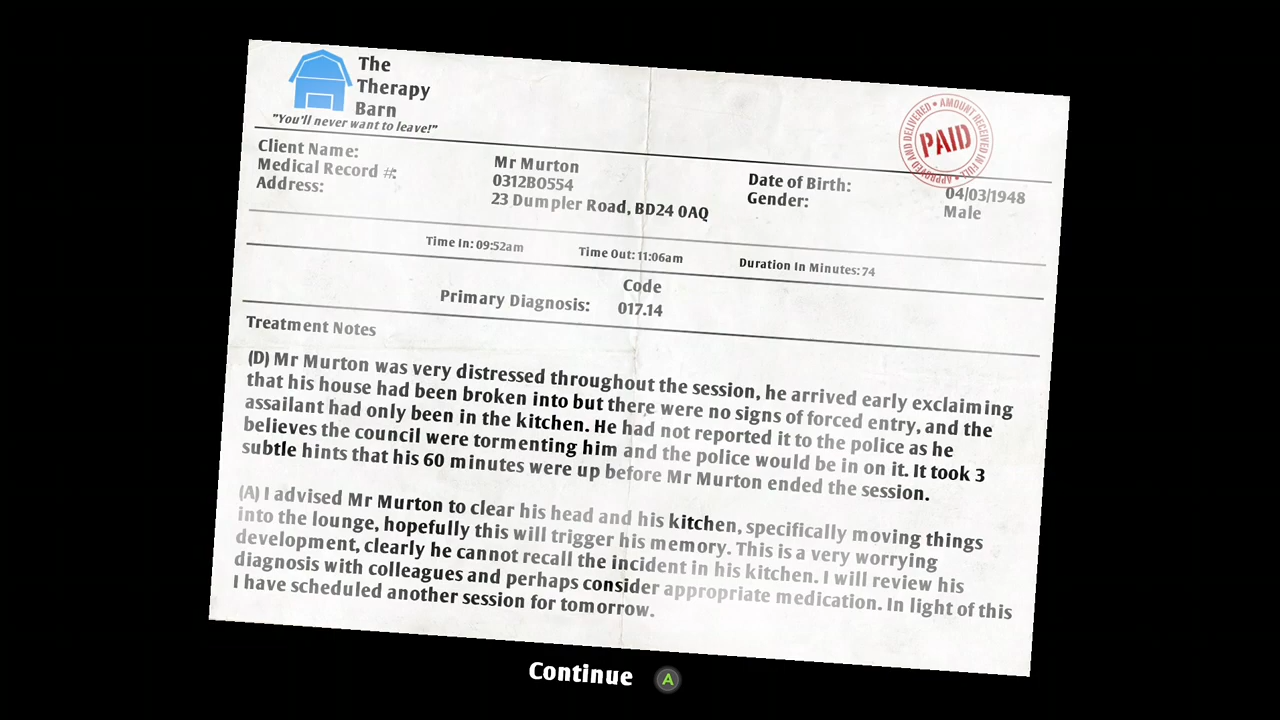 The
Therapy
Barn
"You'll never want to leave!"
APPROVED AND DELIVERED • AMOUNT RECEIVED IN FULL •
PAID
Client Name: Mr Murton Date of Birth: 04/03/1948
Medical Record #: 0312BO554 Gender: Male
Address: 23 Dumpler Road, BD24 0AQ
Time In: 09:52am Time Out: 11:06am Duration In Minutes: 74
Code
Primary Diagnosis: 017.14
Treatment Notes
(D) Mr Murton was very distressed throughout the session, he arrived early exclaiming
that his house had been broken into but there were no signs of forced entry, and the
assailant had only been in the kitchen. He had not reported it to the police as he
believes the council were tormenting him and the police would be in on it. It took 3
subtle hints that his 60 minutes were up before Mr Murton ended the session.
(A) I advised Mr Murton to clear his head and his kitchen, specifically moving things
into the lounge, hopefully this will trigger his memory. This is a very worrying
development, clearly he cannot recall the incident in his kitchen. I will review his
diagnosis with colleagues and perhaps consider appropriate medication. In light of this
I have scheduled another session for tomorrow.
Continue A